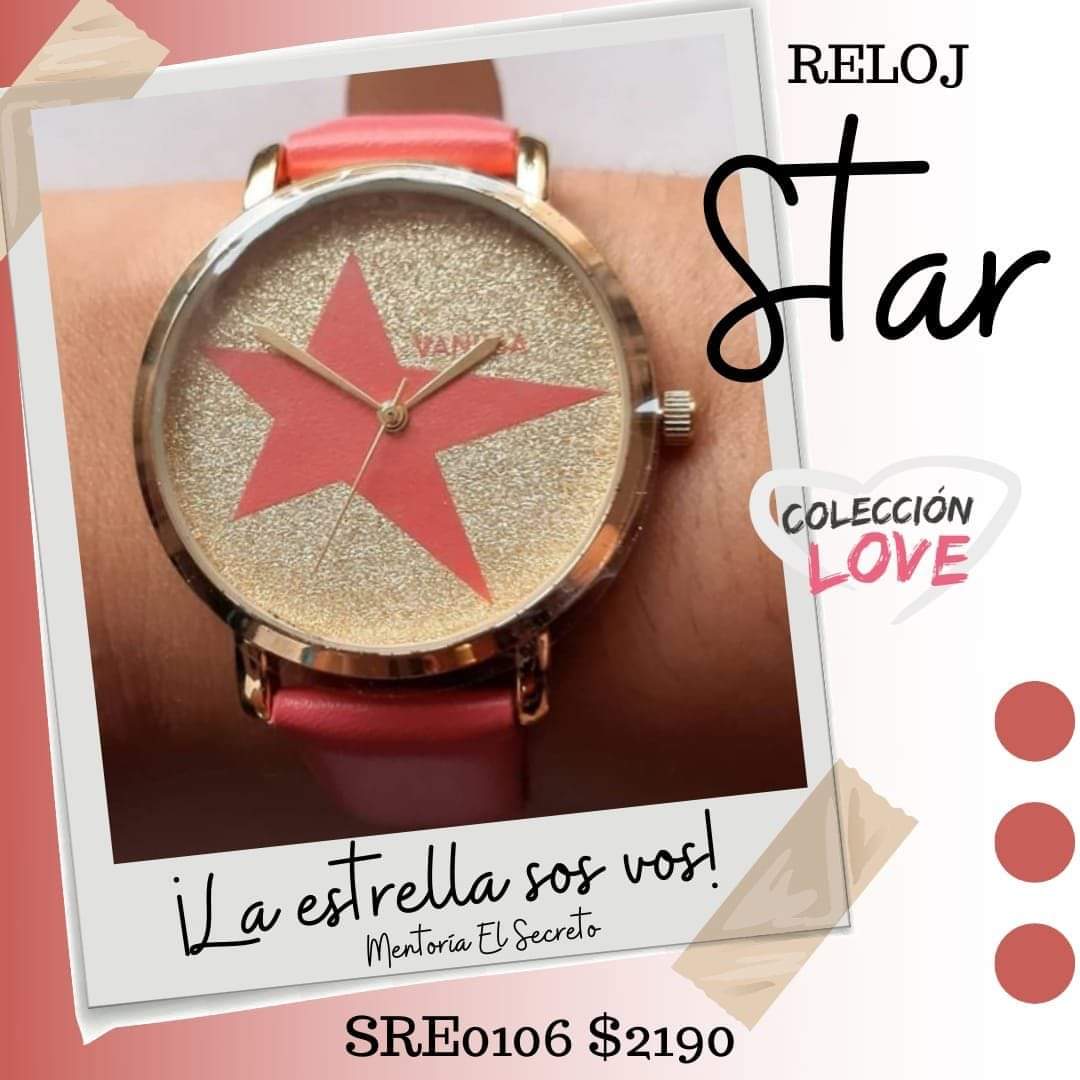 RELOJ
Star
COLECCIÓN
LOVE
¡La estrella sos vos!
Mentoría El Secreto
SRE0106 $2190